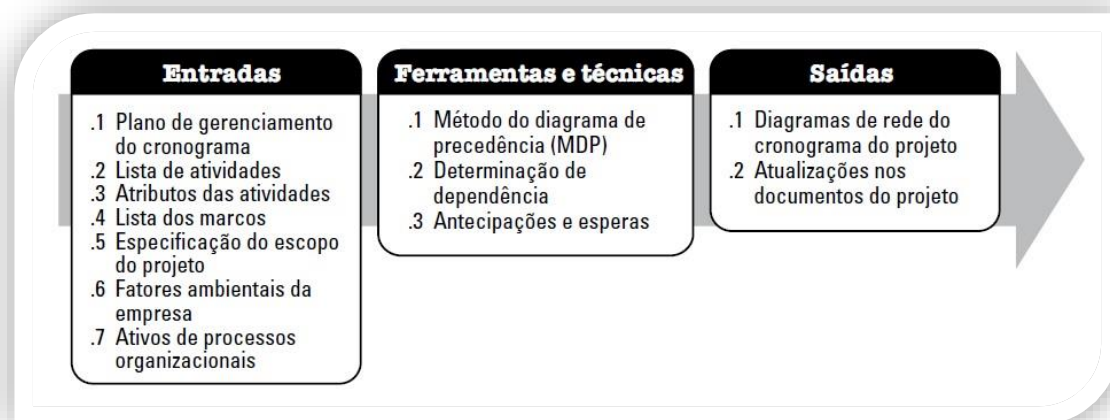 Entradas
.1 Plano de gerenciamento
do cronograma
.2 Lista de atividades
.3 Atributos das atividades
.4 Lista dos marcos
.5 Especificação do escopo
do projeto
.6 Fatores ambientais da
empresa
.7 Ativos de processos
organizacionais
Ferramentas e técnicas
.1 Método do diagrama de
precedência (MDP)
.2 Determinação de
dependência
.3 Antecipações e esperas
Saídas
.1 Diagramas de rede do
cronograma do projeto
.2 Atualizações nos
documentos do projeto